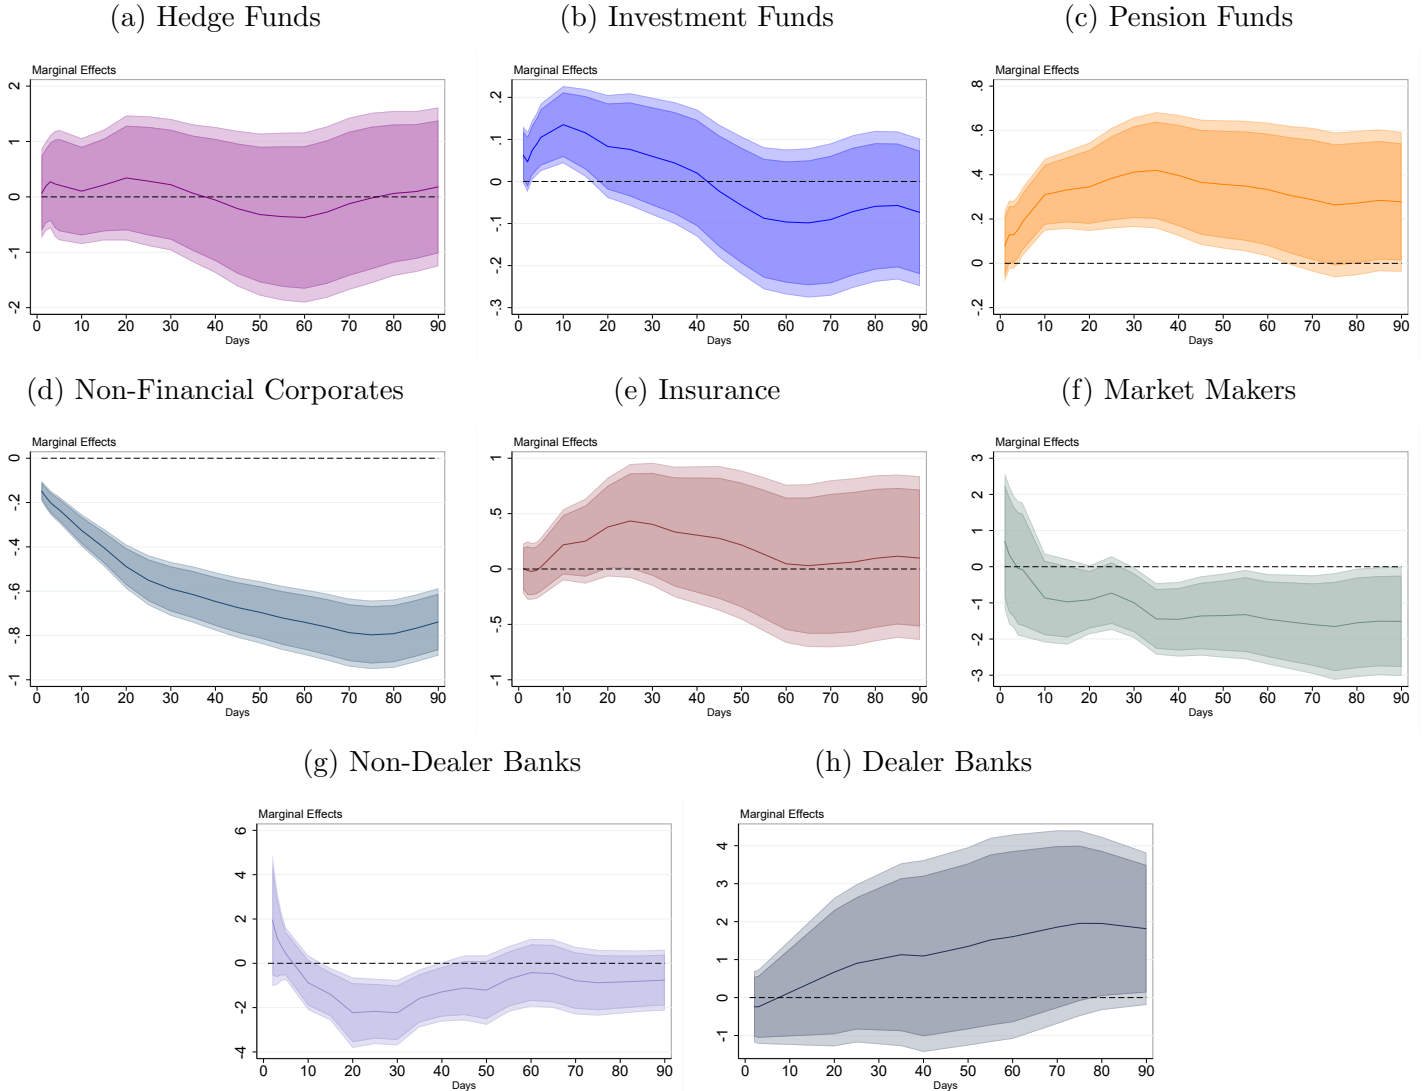 (a) Hedge Funds
(b) Investment Funds
(c) Pension Funds
Marginal Effects
2
1
0
-.1
-.2
0 10 20 30 40 50 60 70 80 90
Days
Marginal Effects
.2
.1
0
-.1
-.2
-.3
0 10 20 30 40 50 60 70 80 90
Days
Marginal Effects
.8
.6
.4
.2
0
-.2
0 10 20 30 40 50 60 70 80 90
Days
(d) Non-Financial Corporates
(e) Insurance
(f) Market Makers
Marginal Effects
0
-.2
-.4
-.6
-.8
-1
0 10 20 30 40 50 60 70 80 90
Days
Marginal Effects
1
.5
0
-.5
-1
0 10 20 30 40 50 60 70 80 90
Days
Marginal Effects
3
2
1
0
-1
-2
-3
0 10 20 30 40 50 60 70 80 90
Days
(g) Non-Dealer Banks
(h) Dealer Banks
Marginal Effects
6
4
2
0
-2
-4
0 10 20 30 40 50 60 70 80 90
Days
Marginal Effects
4
3
2
1
0
-1
0 10 20 30 40 50 60 70 80 90
Days